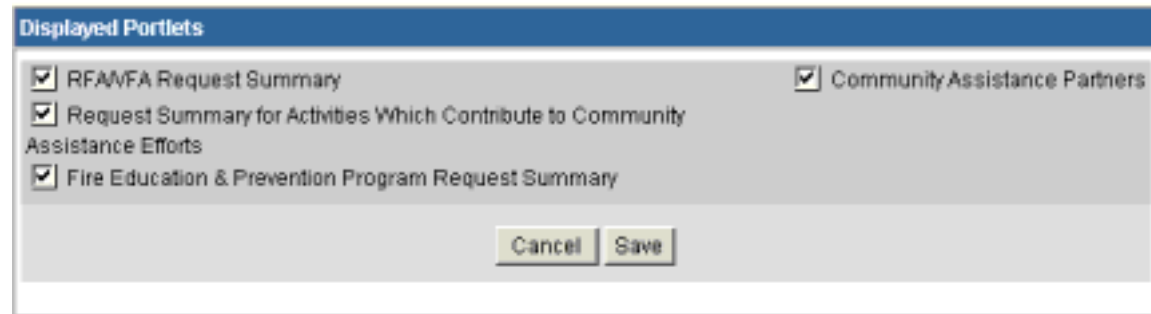 Displayed Portlets
RFA/VFA Request Summary
Community Assistance Partners
Request Summary for Activities Which Contribute to Community
Assistance Efforts
Fire Education & Prevention Program Request Summary
Cancel
Save